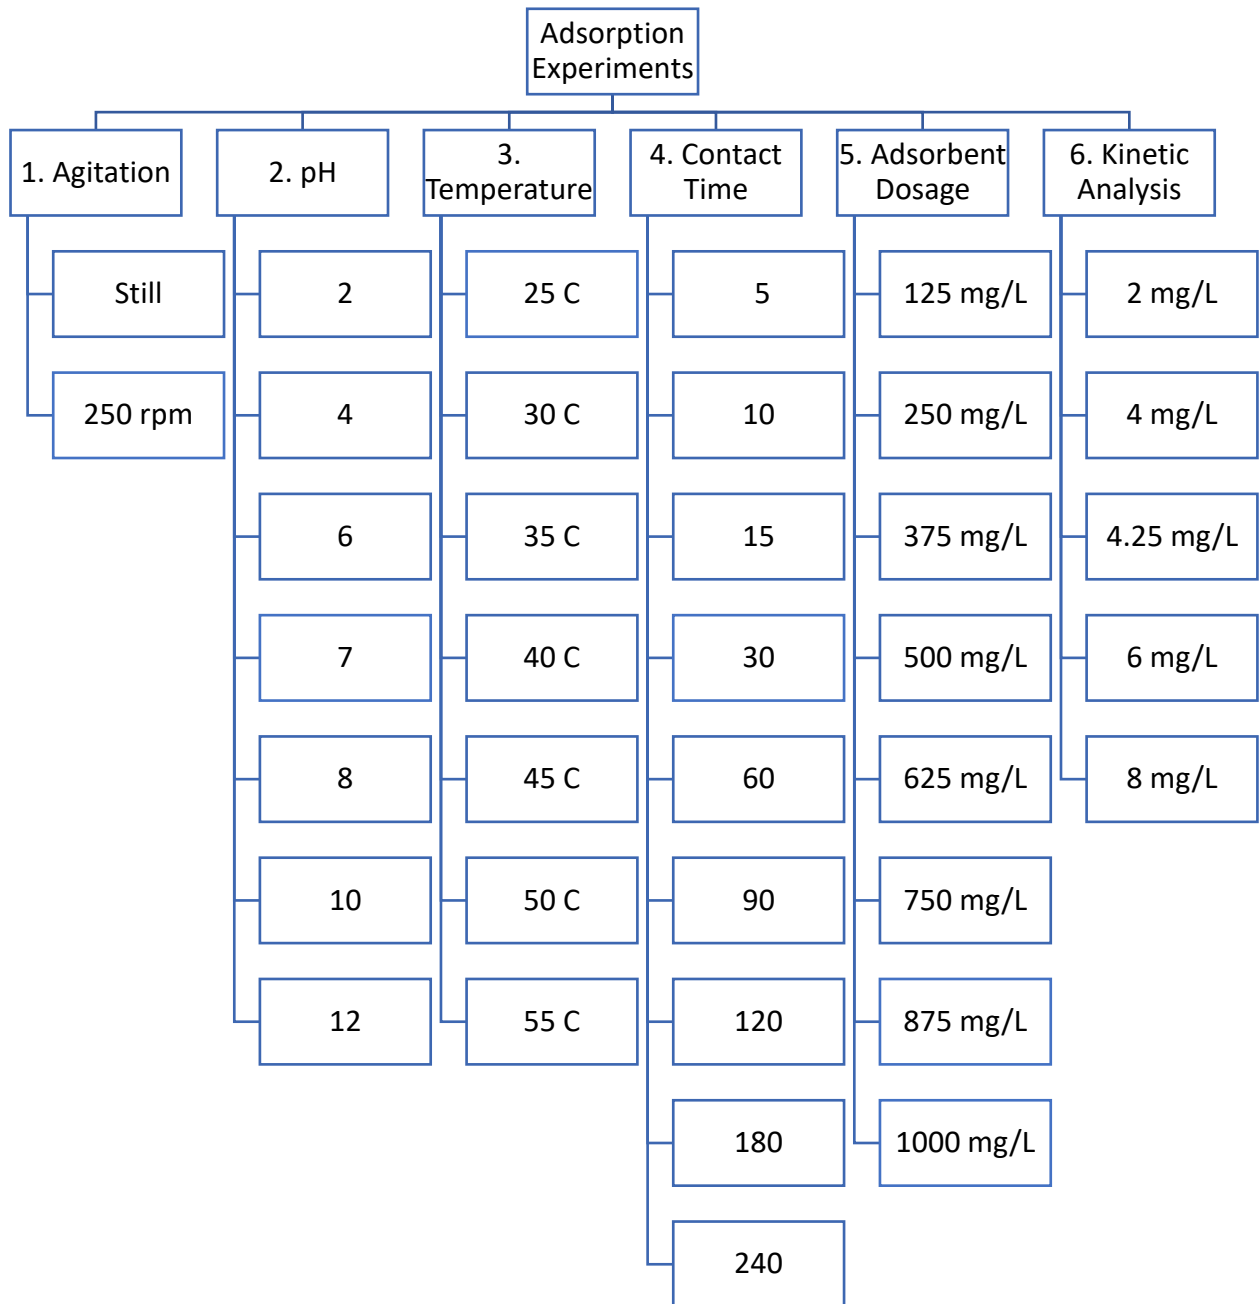 Adsorption
Experiments
1. Agitation
Still
250 rpm
2. pH
2
4
6
7
8
10
12
3.
Temperature
25 C
30 C
35 C
40 C
45 C
50 C
55 C
4. Contact
Time
5
10
15
30
60
90
120
180
240
5. Adsorbent
Dosage
125 mg/L
250 mg/L
375 mg/L
500 mg/L
625 mg/L
750 mg/L
875 mg/L
1000 mg/L
6. Kinetic
Analysis
2 mg/L
4 mg/L
4.25 mg/L
6 mg/L
8 mg/L